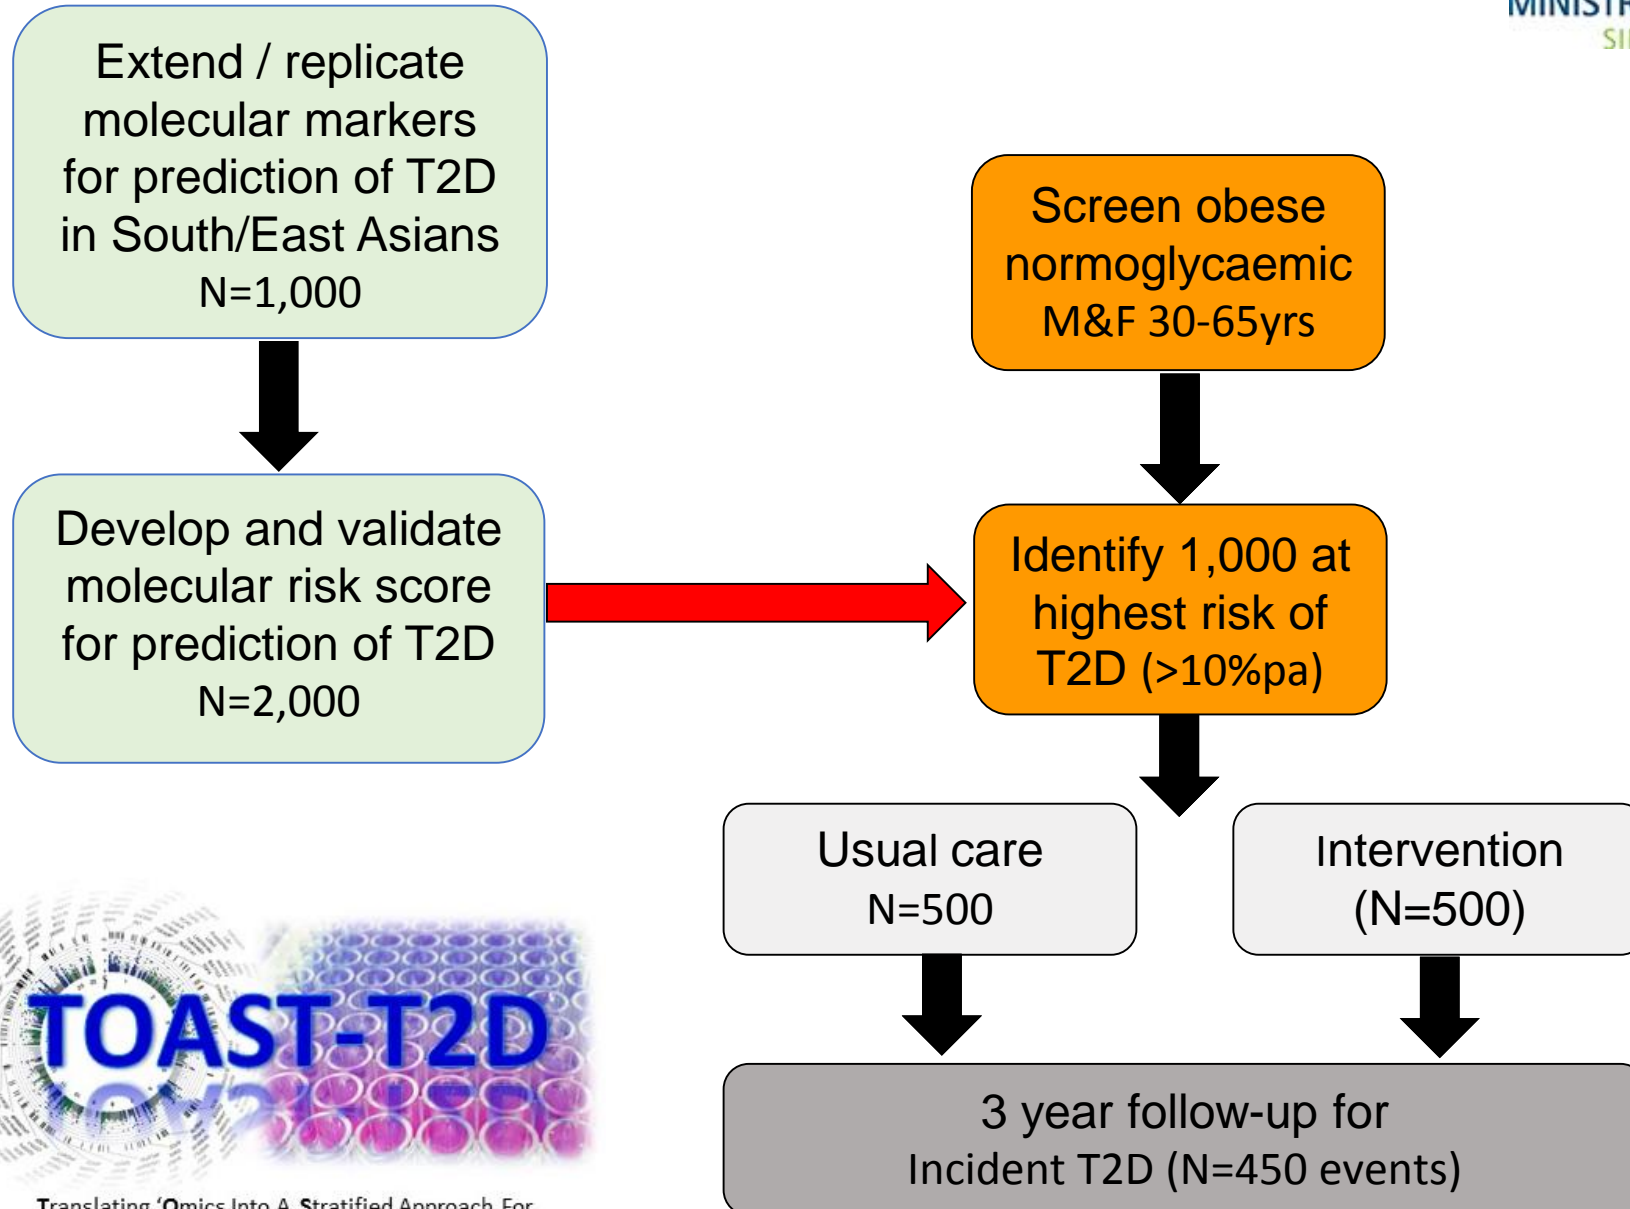 Extend / replicate
molecular markers
for prediction of T2D
in South/East Asians
N=1,000
Develop and validate
molecular risk score
for prediction of T2D
N=2,000
Screen obese
normoglycaemic
M&F 30-65yrs
Identify 1,000 at
highest risk of
T2D (>10%pa)
Usual care
N=500
Intervention
(N=500)
3 year follow-up for
Incident T2D (N=450 events)
TOAST-T2D
Translating 'Omics Into A Stratified Approach For